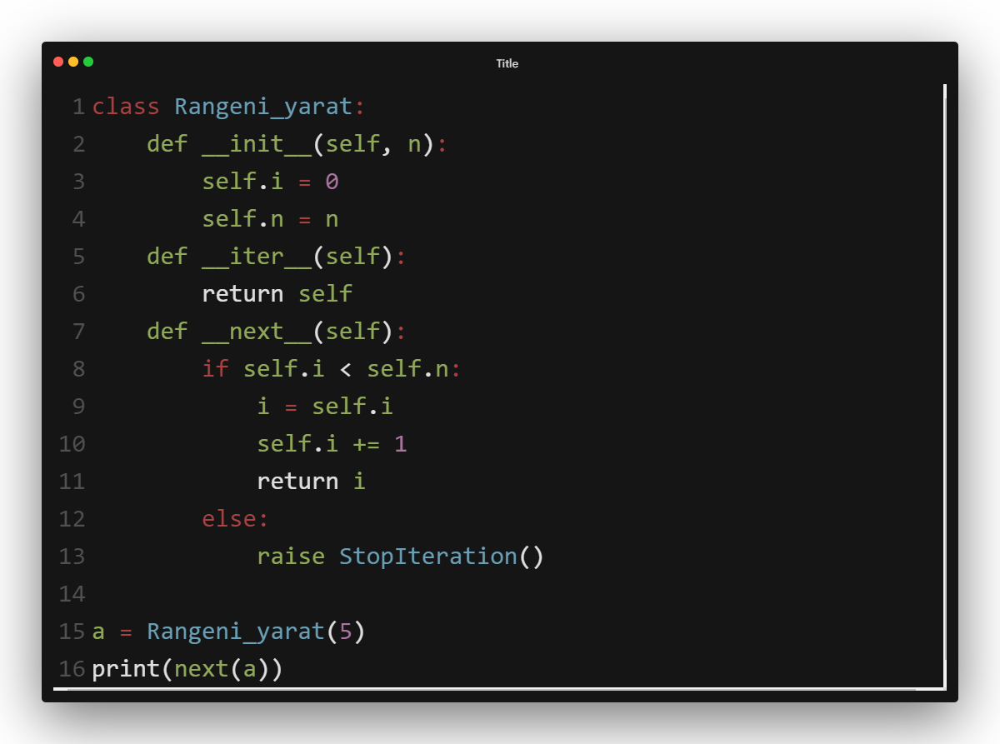 Title
1 class Rangeni_yarat:
2     def __init__(self, n):
3         self.i = 0
4         self.n = n
5     def __iter__(self):
6         return self
7     def __next__(self):
8         if self.i < self.n:
9             i = self.i
10             self.i += 1
11             return i
12         else:
13             raise StopIteration()
14
15 a = Rangeni_yarat(5)
16 print(next(a))